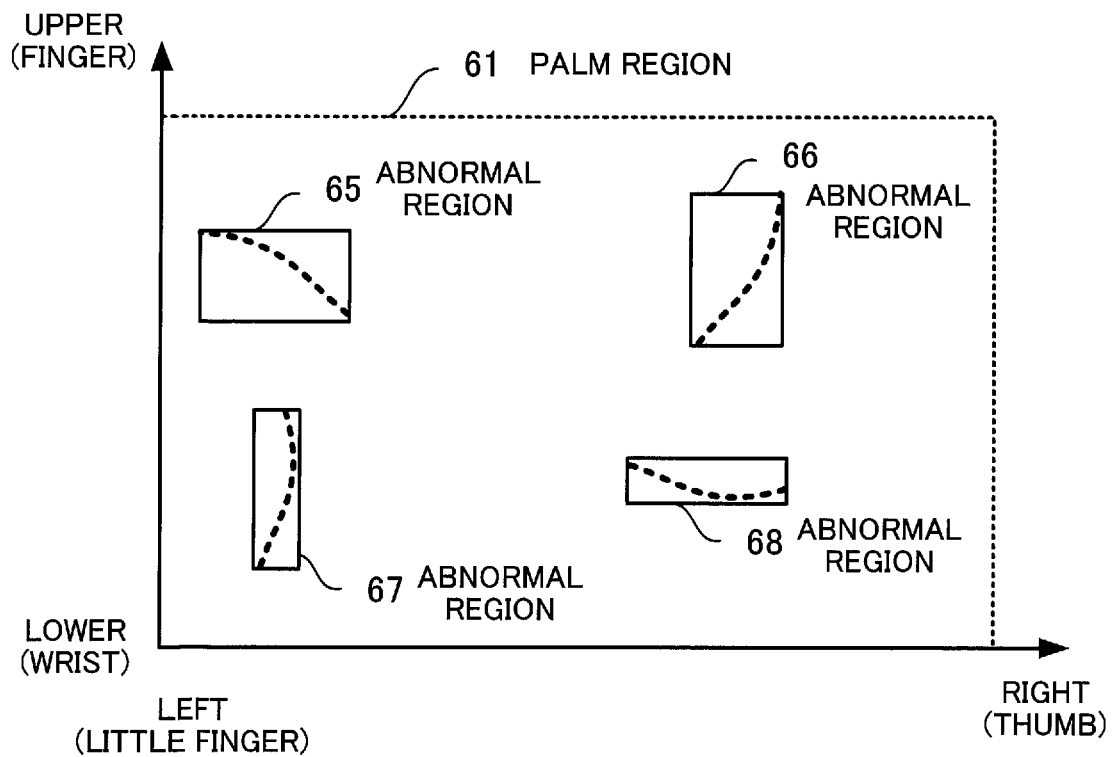 UPPER
(FINGER)
61 PALM REGION
65 ABNORMAL
REGION
66
ABNORMAL
REGION
67 ABNORMAL
REGION
68 ABNORMAL
REGION
LOWER
(WRIST)
LEFT
(LITTLE FINGER)
RIGHT
(THUMB)